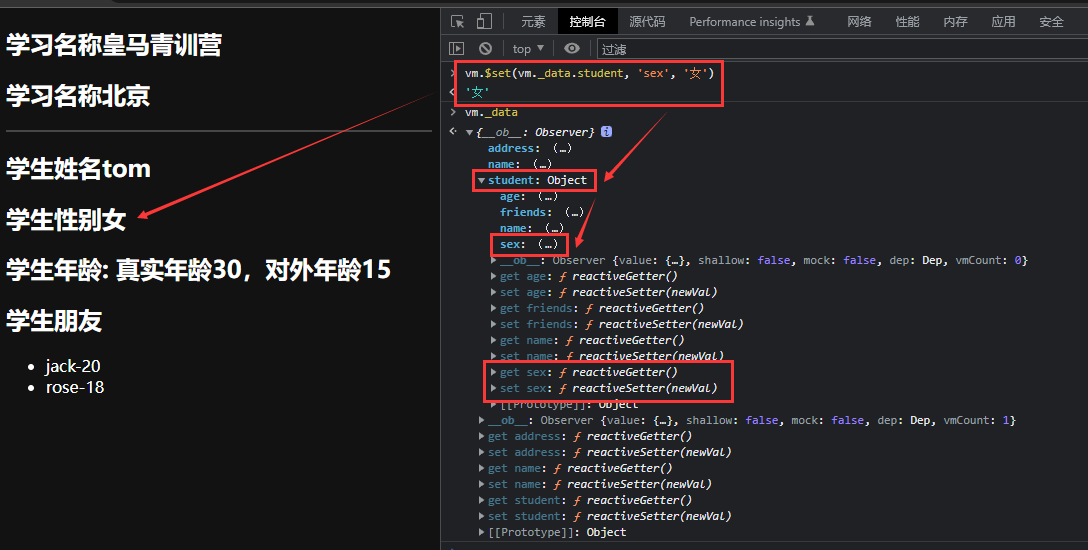 学习名称皇马青训营
学习名称北京
学生姓名tom
学生性别女
学生年龄: 真实年龄30，对外年龄15
学生朋友
jack-20
rose-18
元素 控制台 源代码 Performance insights 网络 性能 内存 应用 安全
top 过滤
vm.$set(vm._data.student, 'sex', '女')
'女'
vm._data
{__ob__: Observer}
address: (…)
name: (…)
student: Object
age: (…)
friends: (…)
name: (…)
sex: (…)
__ob__: Observer {value: {…}, shallow: false, mock: false, dep: Dep, vmCount: 0}
get age: ƒ reactiveGetter()
set age: ƒ reactiveSetter(newVal)
get friends: ƒ reactiveGetter()
set friends: ƒ reactiveSetter(newVal)
get name: ƒ reactiveGetter()
set name: ƒ reactiveSetter(newVal)
get sex: ƒ reactiveGetter()
set sex: ƒ reactiveSetter(newVal)
[[Prototype]]: Object
__ob__: Observer {value: {…}, shallow: false, mock: false, dep: Dep, vmCount: 1}
get address: ƒ reactiveGetter()
set address: ƒ reactiveSetter(newVal)
get name: ƒ reactiveGetter()
set name: ƒ reactiveSetter(newVal)
get student: ƒ reactiveGetter()
set student: ƒ reactiveSetter(newVal)
[[Prototype]]: Object